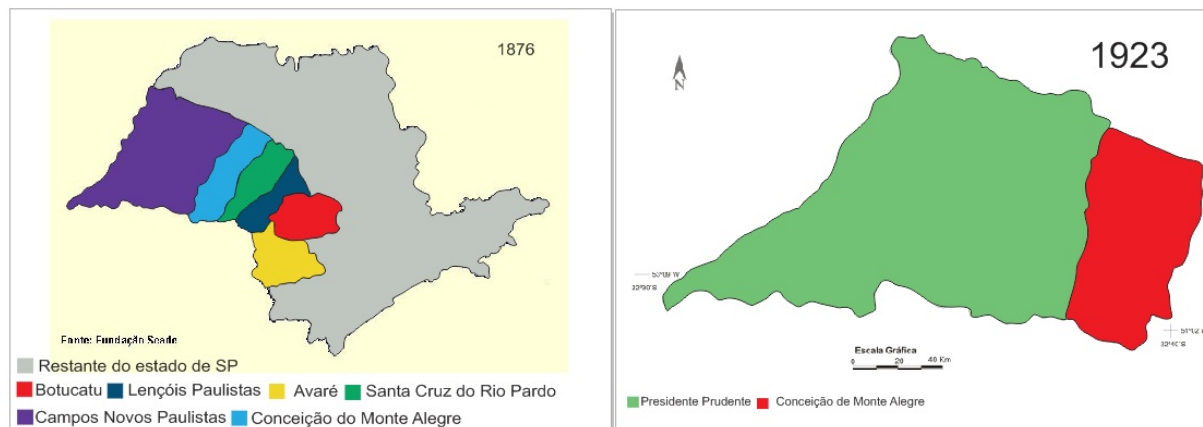 1876
Fonte: Fundação Seade
Restante do estado de SP
Botucatu Lençóis Paulistas Avaré Santa Cruz do Rio Pardo
Campos Novos Paulistas Conceição do Monte Alegre
1923
N
Escala Gráfica
0 20 40 Km
Presidente Prudente Conceição de Monte Alegre